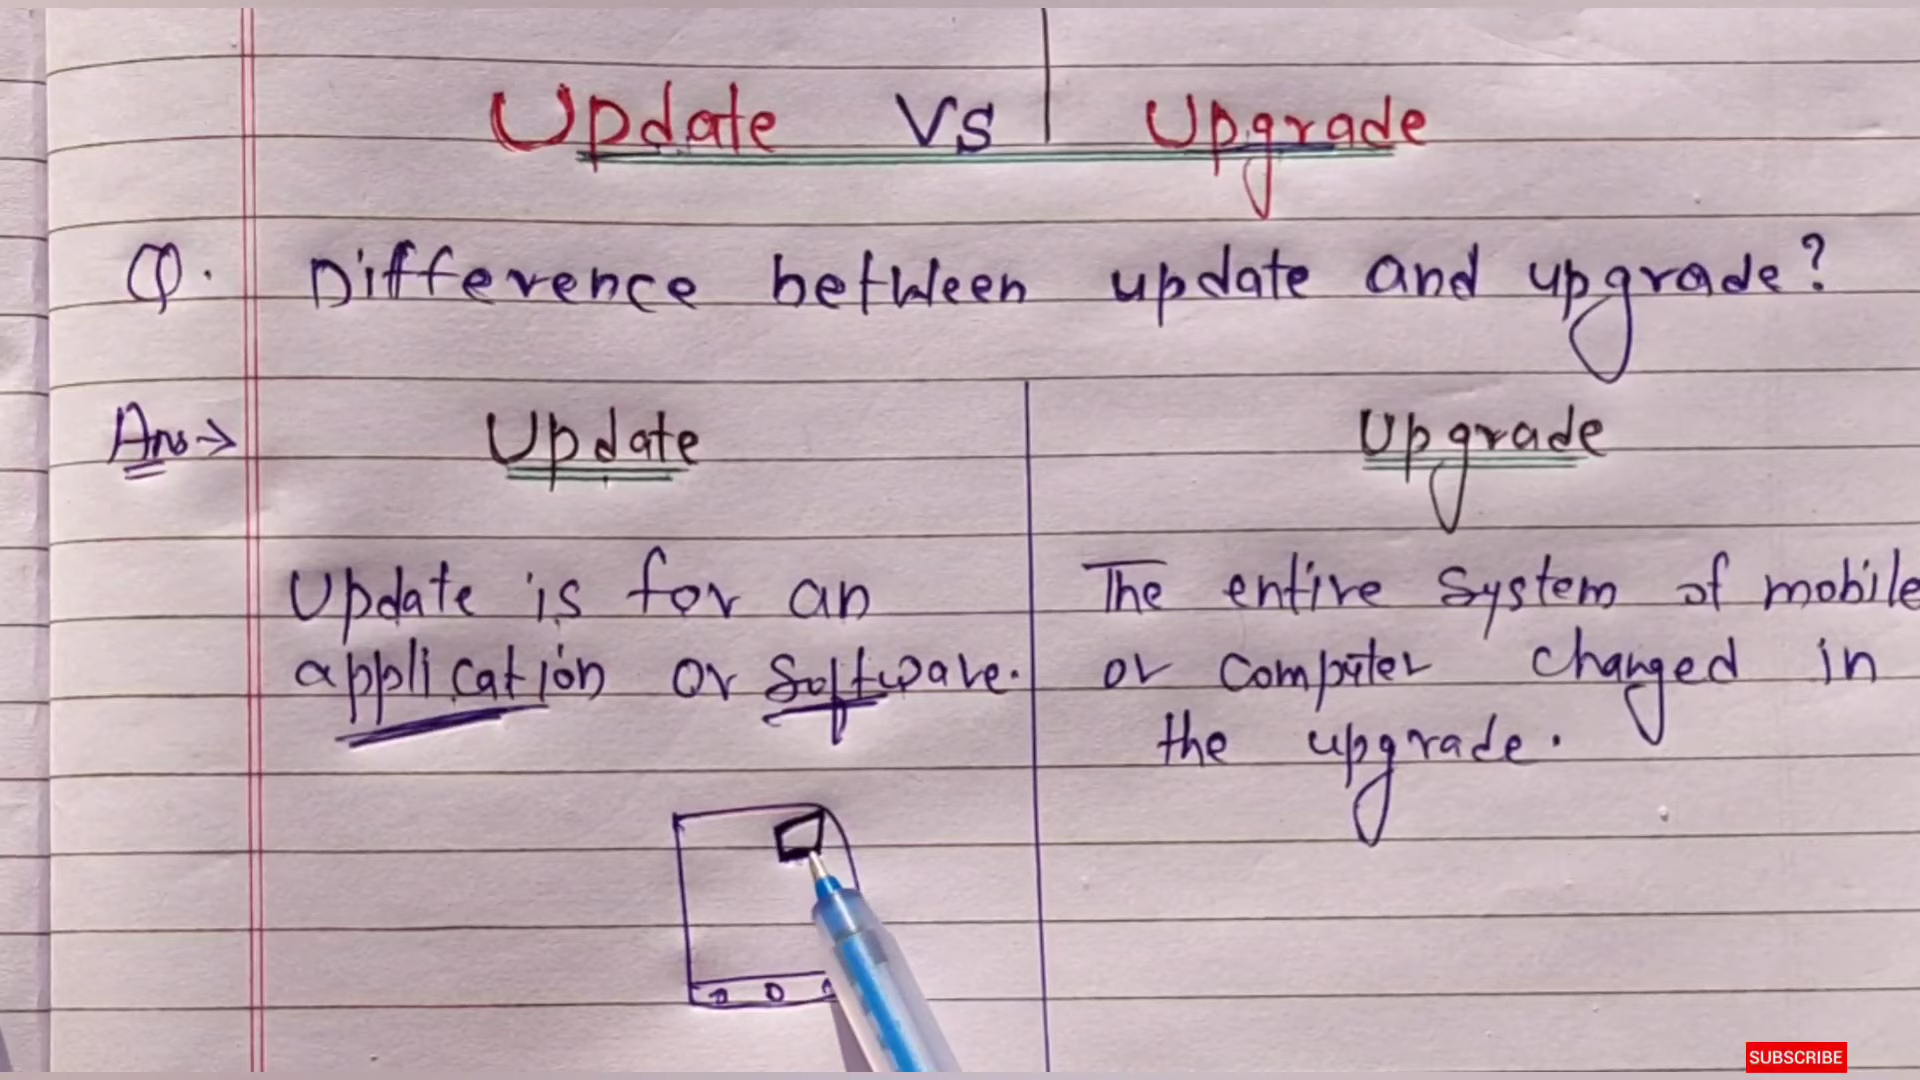 Update Vs Upgrade
Q. Difference between update and upgrade?
Ans→ Update Upgrade
Update is for an
application or software.
The entire system of mobile
or computer changed in
the upgrade.
SUBSCRIBE